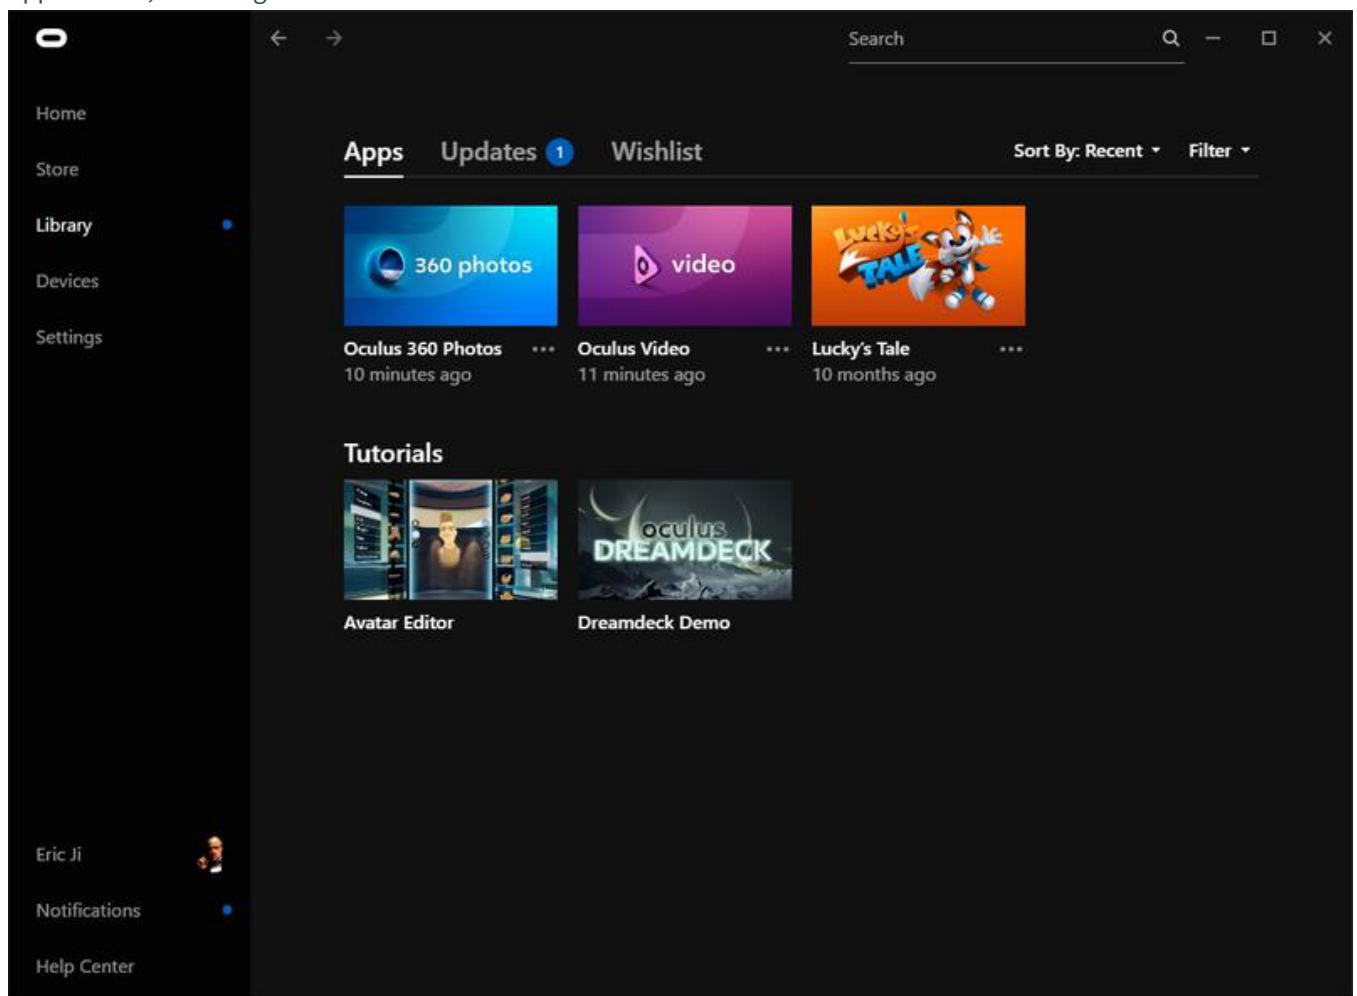 Search
Home
Store
Library
Devices
Settings
Apps Updates 1 Wishlist
Sort By: Recent Filter
360 photos
video
LUCKY'S TALE
Oculus 360 Photos ...
10 minutes ago
Oculus Video ...
11 minutes ago
Lucky's Tale ...
10 months ago
Tutorials
oculus
DREAMDECK
Avatar Editor
Dreamdeck Demo
Eric Ji
Notifications
Help Center